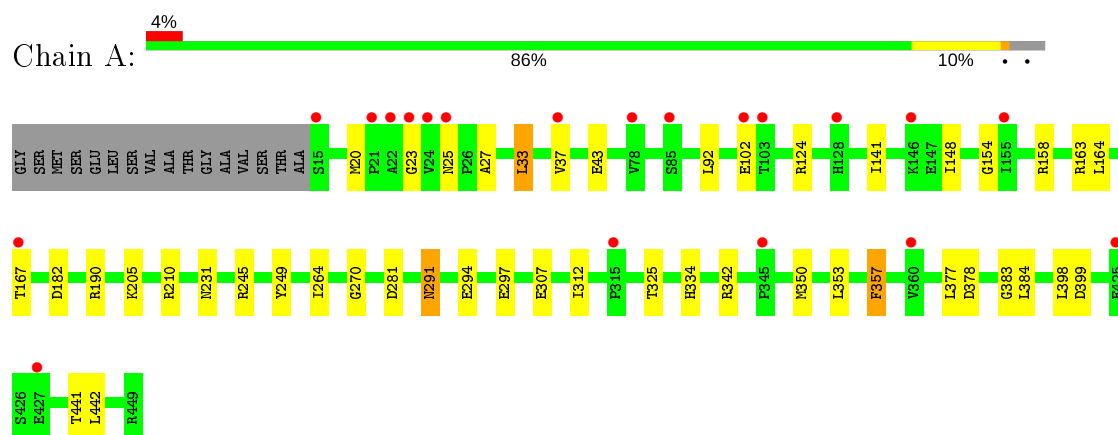 4%
Chain A:
86% 10% • •
GLY SER MET SER GLU LEU SER VAL ALA THR GLY ALA VAL SER THR ALA S15 M20 P21 A22 G23 V24 N25 P26 A27 L33 V37 E43 V78 S85 L92 E102 T103 R124 H128 I141 K146 E147 I148 G154 I155 R158 R163 L164
T167 D182 R190 K205 R210 N231 R245 Y249 I264 G270 D281 N291 E294 E297 E307 I312 P315 T325 H334 R342 P345 M350 L353 F357 V360 L377 D378 G383 L384 L398 D399
S426 E427 T441 L442 R449